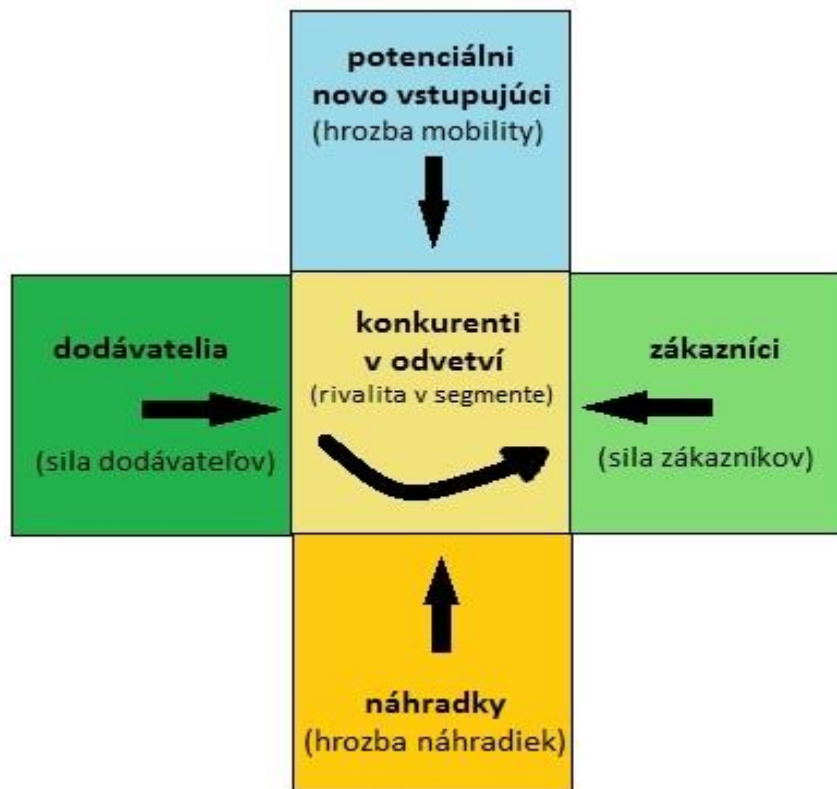 potenciálni
novo vstupujúci
(hrozba mobility)
dodávatelia
(sila dodávateľov)
konkurenti
v odvetví
(rivalita v segmente)
zákazníci
(sila zákazníkov)
náhradky
(hrozba náhradiek)